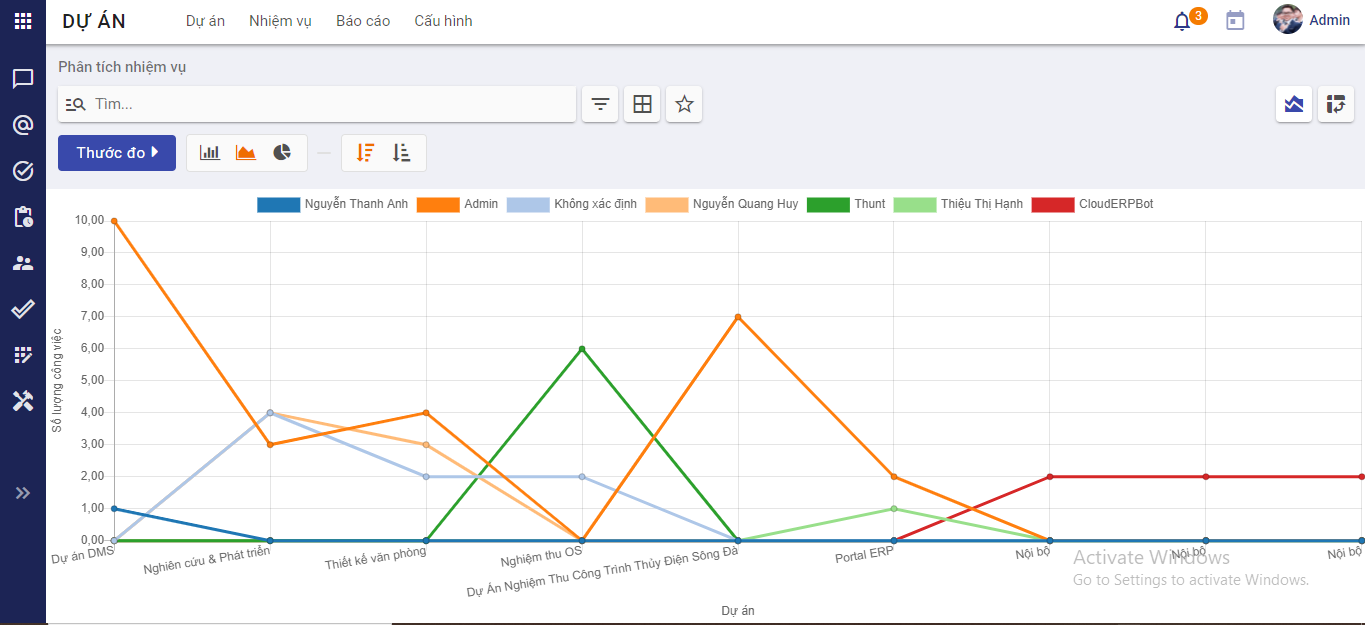 DỰ ÁN Dự án Nhiệm vụ Báo cáo Cấu hình 3 Admin
Phân tích nhiệm vụ
Tìm...
Thước đo
Nguyễn Thanh Anh Admin Không xác định Nguyễn Quang Huy Thunt Thiệu Thị Hạnh CloudERPBot
10,00
9,00
8,00
7,00
6,00
5,00
4,00
3,00
2,00
1,00
0,00
Số lượng công việc
Dự án DMS
Nghiên cứu & Phát triển
Thiết kế văn phòng
Nghiệm thu OS
Dự Án Nghiệm Thu Công Trình Thủy Điện Sông Đà
Portal ERP
Nội bộ
Nội bộ
Nội bộ
Dự án
Activate Windows
Go to Settings to activate Windows.